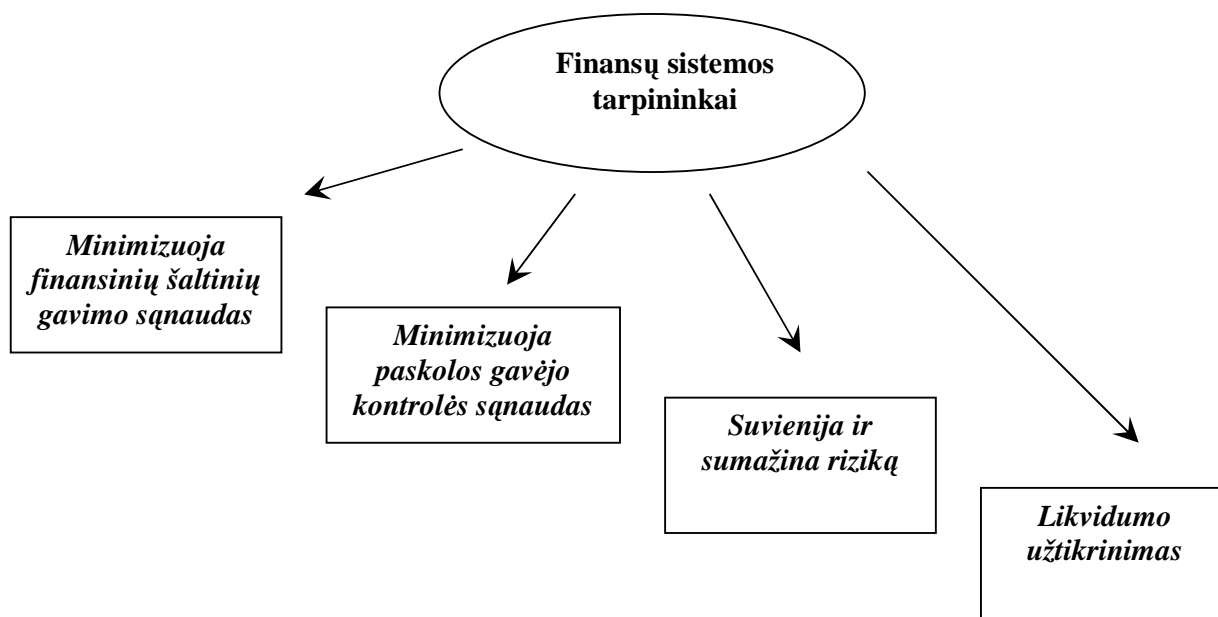 Finansų sistemos
tarpininkai
Minimizuoja
finansinių šaltinių
gavimo sąnaudas
Minimizuoja
paskolos gavėjo
kontrolės sąnaudas
Suvienija ir
sumažina riziką
Likvidumo
užtikrinimas